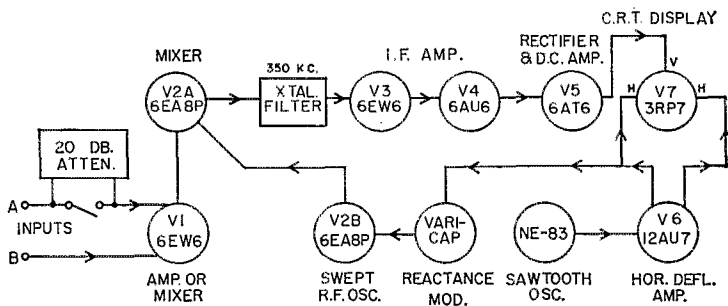 C.R.T. DISPLAY
MIXER
I.F. AMP.
RECTIFIER
& D.C. AMP.
V
350 KC.
V2A
6EA8P
XTAL.
FILTER
V3
6EW6
V4
6AU6
V5
6AT6
H
V7
3RP7
H
20 DB.
ATTEN.
A
INPUTS
B
V1
6EW6
V2B
6EA8P
VARI-
CAP
NE-83
V6
12AU7
AMP. OR
MIXER
SWEPT
R.F. OSC.
REACTANCE
MOD.
SAWTOOTH
OSC.
HOR. DEFL.
AMP.